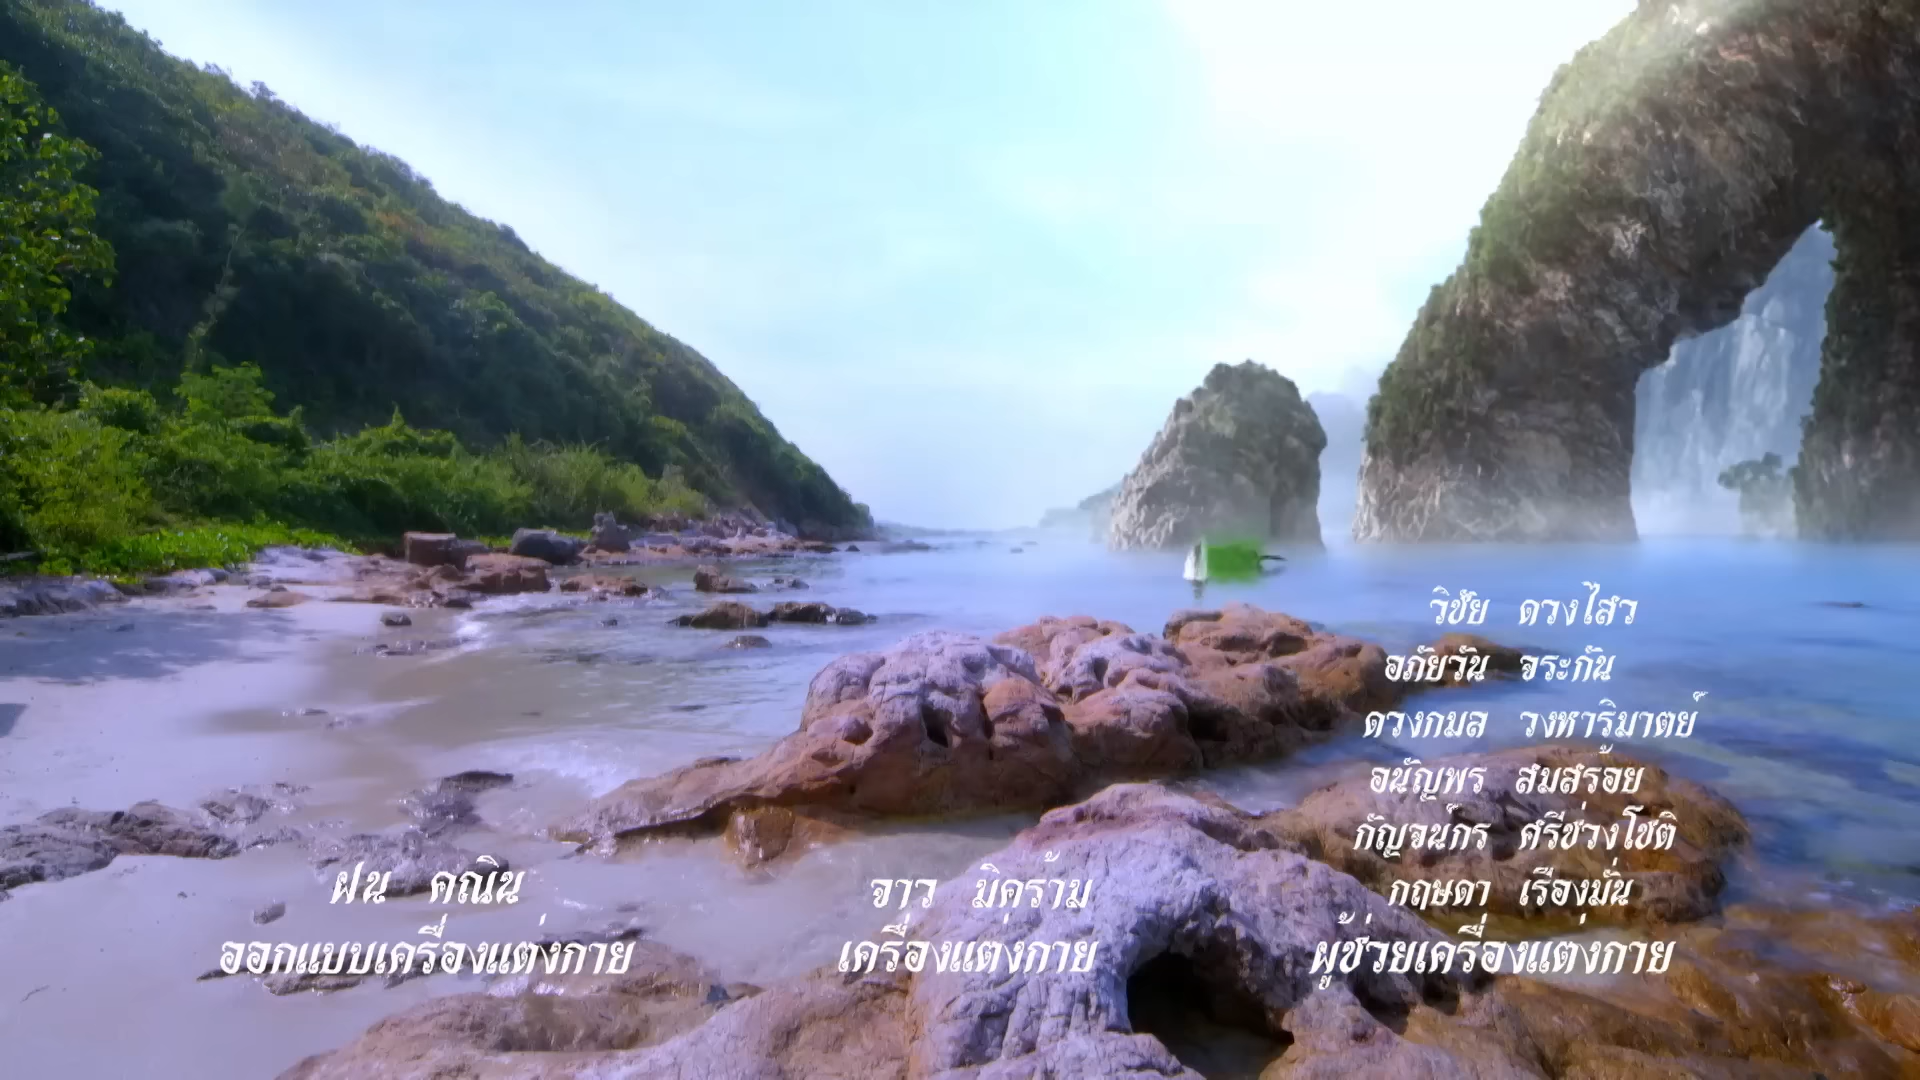 ฝน คณิน
ออกแบบเครื่องแต่งกาย
จาว มิคร้าม
เครื่องแต่งกาย
วิชัย ดวงไสว
อภัยวัน จระกัน
ดวงกมล วงหาริมาตย์
อนัญพร สมสร้อย
กัญจน์กร ศรีช่วงโชติ
กฤษดา เรืองมั่น
ผู้ช่วยเครื่องแต่งกาย